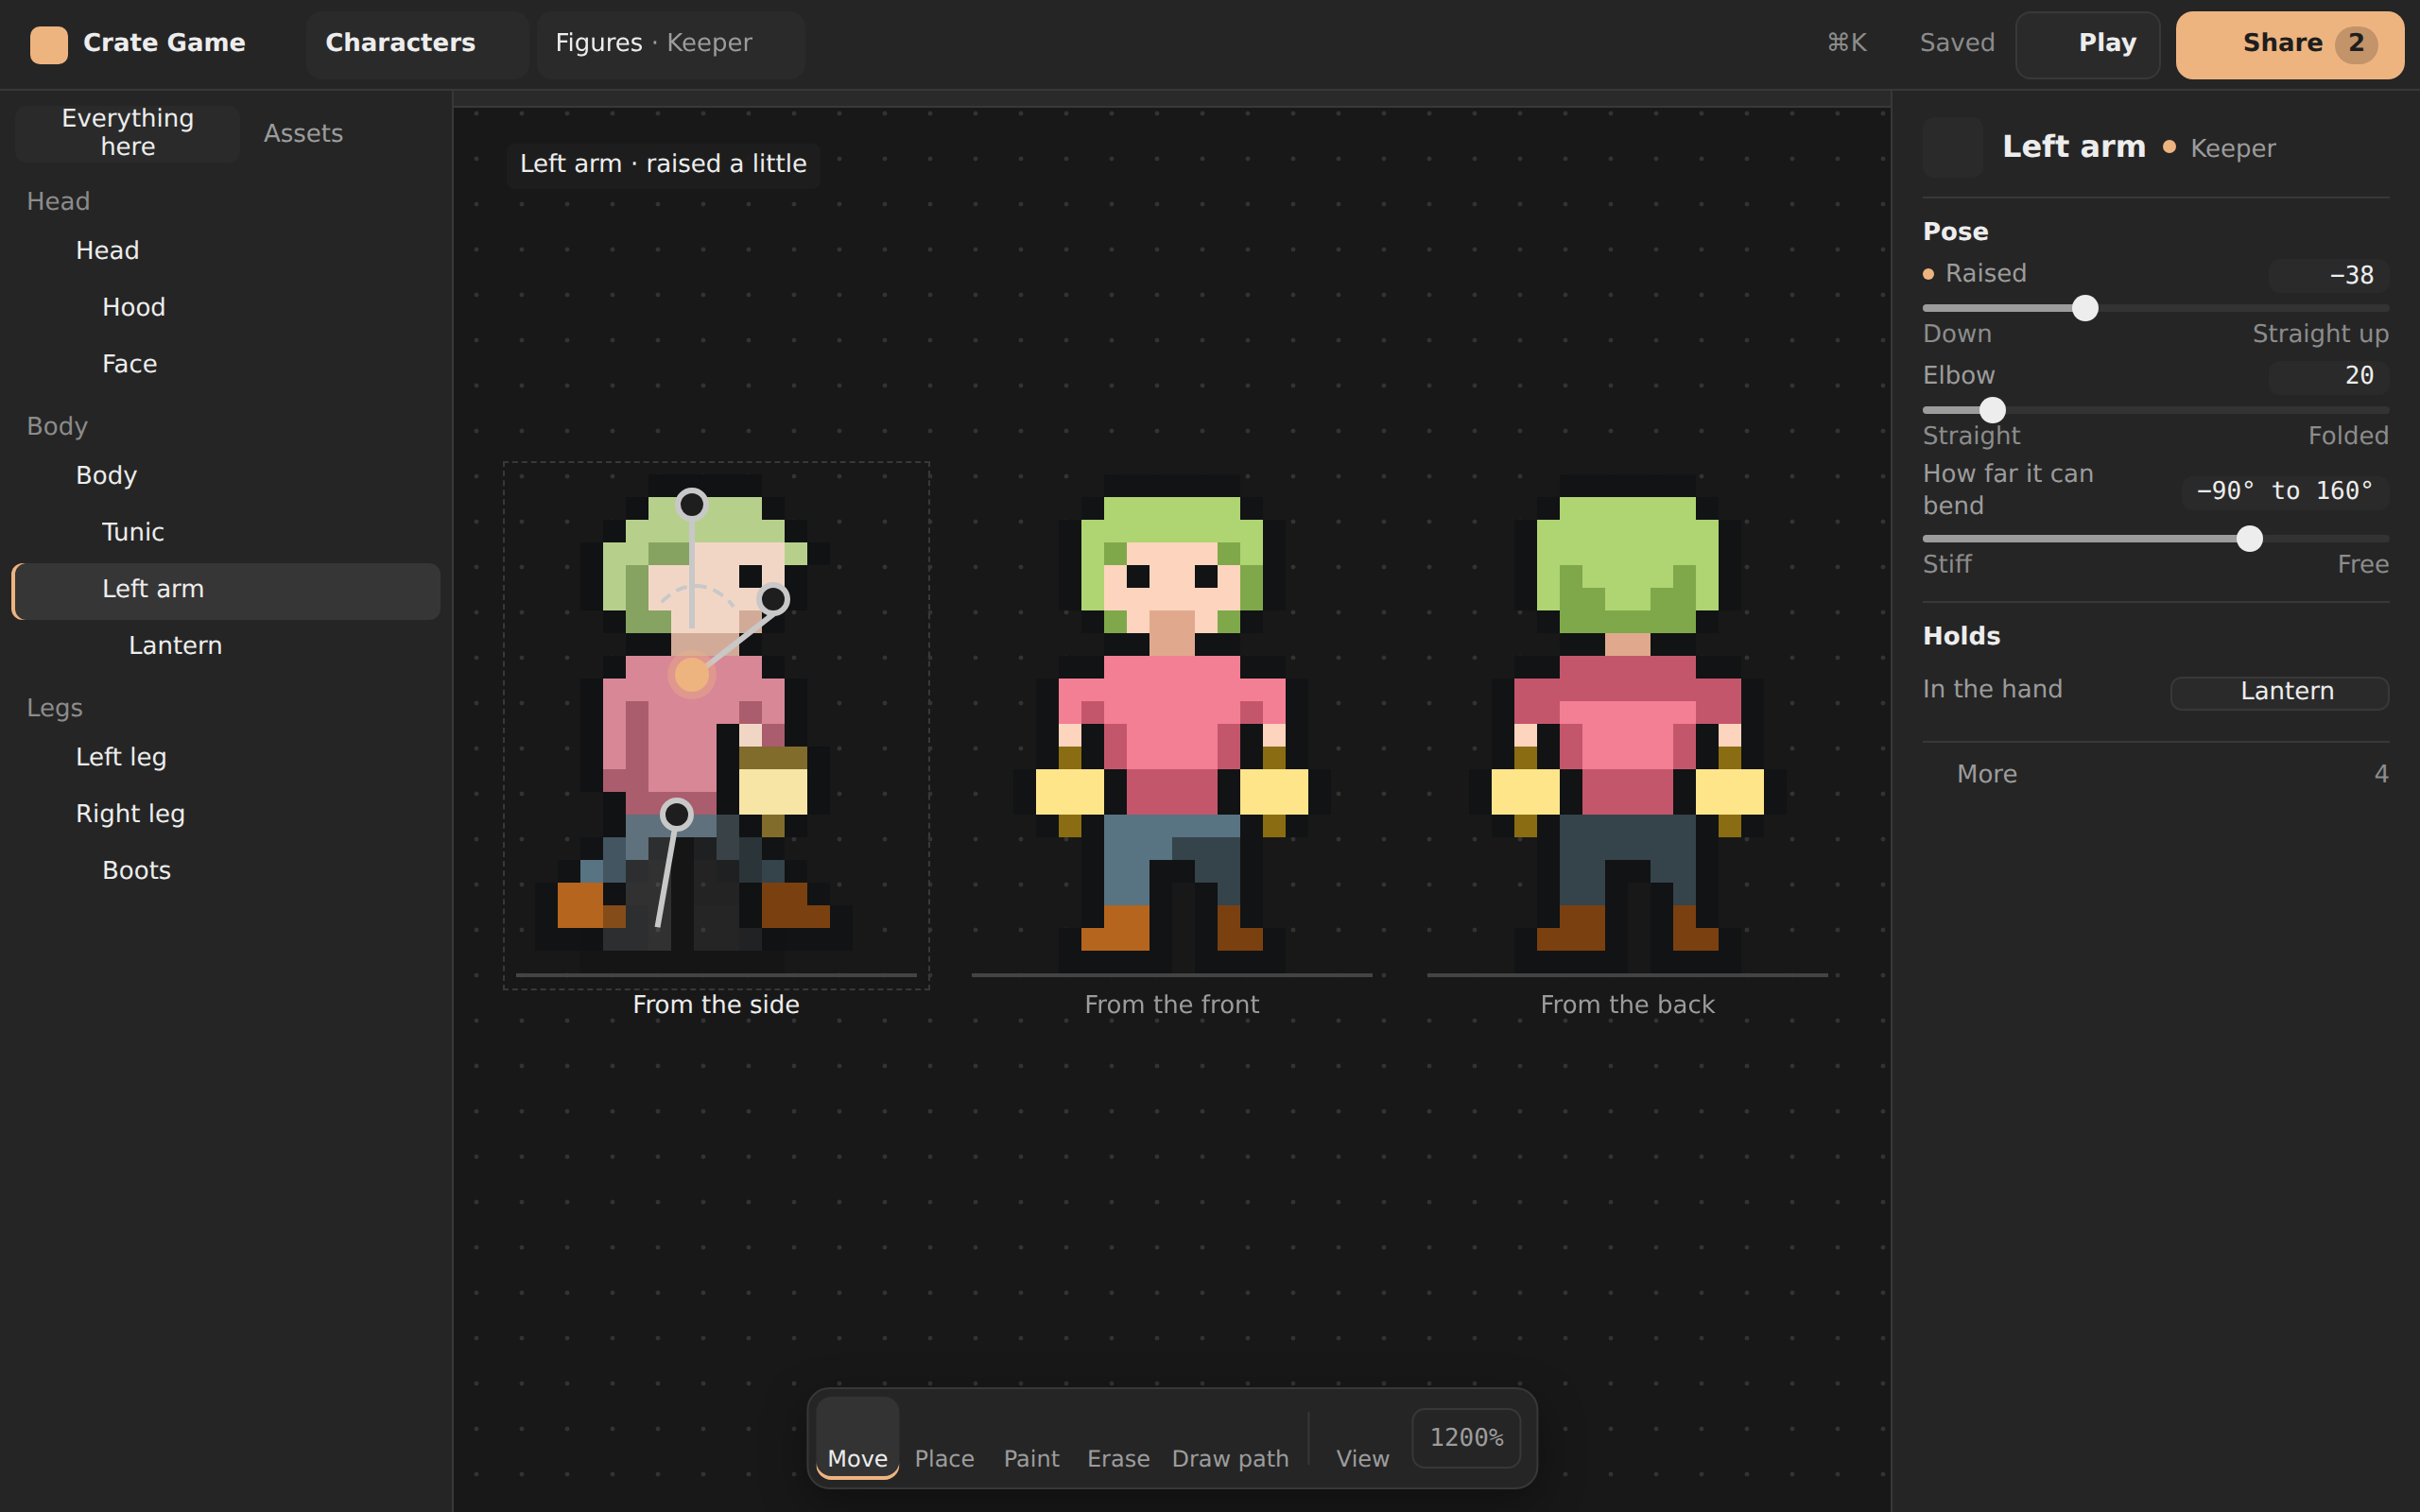 Crate Game
Characters
Figures · Keeper
⌘K
Saved
Play
Share 2
Everything
here
Assets
Head
Head
Hood
Face
Body
Body
Tunic
Left arm
Lantern
Legs
Left leg
Right leg
Boots
Left arm · raised a little
From the side
From the front
From the back
Move
Place
Paint
Erase
Draw path
View
1200%
Left arm
Keeper
Pose
Raised
−38
Down
Straight up
Elbow
20
Straight
Folded
How far it can
bend
−90° to 160°
Stiff
Free
Holds
In the hand
Lantern
More
4